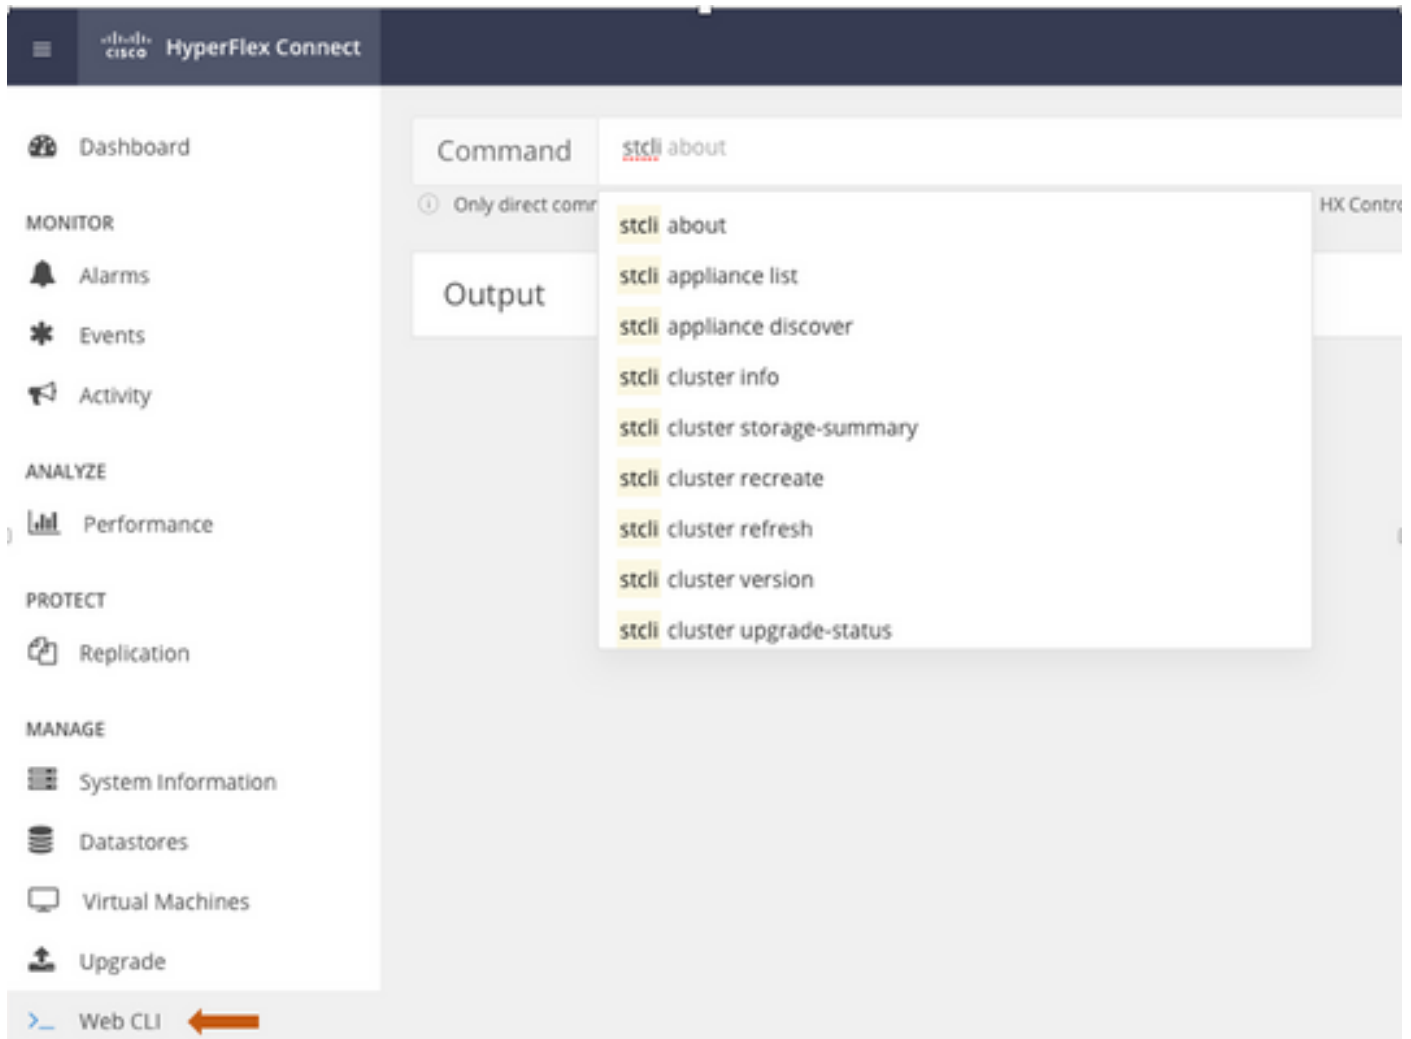 cisco HyperFlex Connect
Dashboard
MONITOR
Alarms
Events
Activity
ANALYZE
Performance
PROTECT
Replication
MANAGE
System Information
Datastores
Virtual Machines
Upgrade
>_ Web CLI
Command stcli about
Only direct HX
stcli about
stcli appliance list
stcli appliance discover
stcli cluster info
stcli cluster storage-summary
stcli cluster recreate
stcli cluster refresh
stcli cluster version
stcli cluster upgrade-status
Output